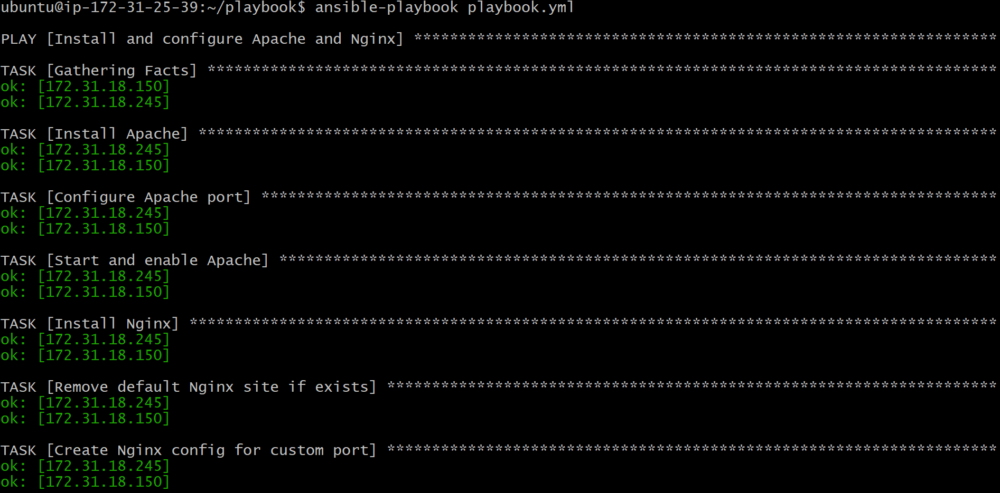 ubuntu@ip-172-31-25-39:~/playbook$ ansible-playbook playbook.yml
PLAY [Install and configure Apache and Nginx] *****************************************************************
TASK [Gathering Facts] ****************************************************************************************
ok: [172.31.18.150]
ok: [172.31.18.245]
TASK [Install Apache] *****************************************************************************************
ok: [172.31.18.245]
ok: [172.31.18.150]
TASK [Configure Apache port] **********************************************************************************
ok: [172.31.18.245]
ok: [172.31.18.150]
TASK [Start and enable Apache] ********************************************************************************
ok: [172.31.18.245]
ok: [172.31.18.150]
TASK [Install Nginx] ******************************************************************************************
ok: [172.31.18.245]
ok: [172.31.18.150]
TASK [Remove default Nginx site if exists] ********************************************************************
ok: [172.31.18.245]
ok: [172.31.18.150]
TASK [Create Nginx config for custom port] ********************************************************************
ok: [172.31.18.245]
ok: [172.31.18.150]